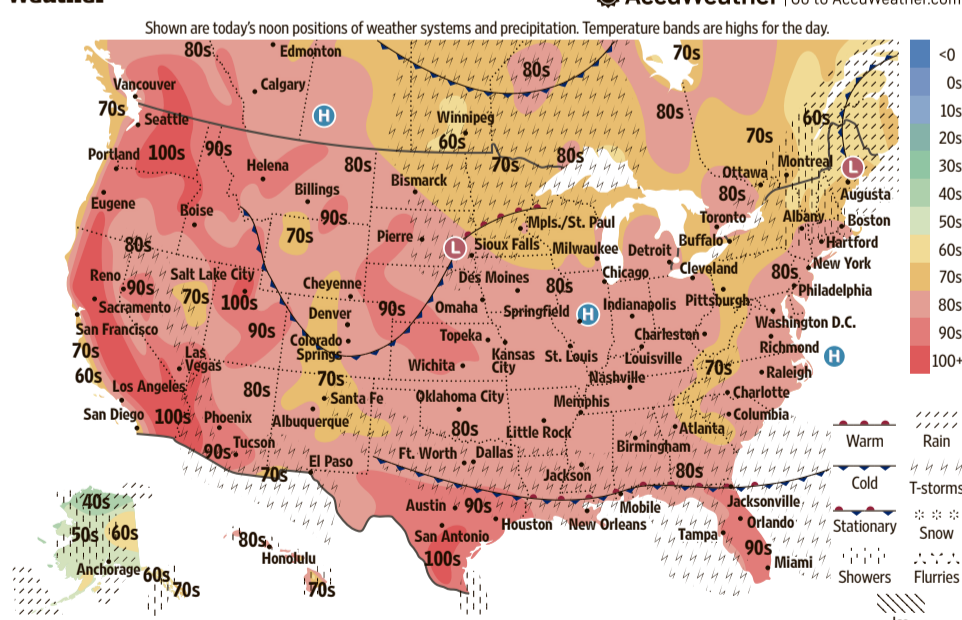 Weather
AccuWeather | Go to AccuWeather.com
Shown are today's noon positions of weather systems and precipitation. Temperature bands are highs for the day.
80s
Edmonton
70s
<0
Vancouver
Calgary
80s
0s
70s
Seattle
H
Winnipeg
80s
60s
10s
Portland
100s
90s
60s
70s
20s
Helena
80s
70s
80s
Montreal
30s
Ottawa
L
Billings
Bismarck
80s
Augusta
40s
Eugene
Boise
90s
Mpls./St. Paul
Toronto
Albany
Boston
50s
80s
70s
Pierre
L
Sioux Falls
Milwaukee
Detroit
Buffalo
Hartford
60s
Reno
90s
Salt Lake City
Des Moines
Chicago
Cleveland
80s
New York
70s
Sacramento
70s
100s
Cheyenne
90s
Omaha
80s
Indianapolis
Pittsburgh
Philadelphia
80s
San Francisco
90s
Denver
Springfield
H
Washington D.C.
90s
70s
Las
Vegas
Colorado
Springs
Topeka
Kansas
City
St. Louis
Charleston
Louisville
Richmond
H
100+
60s
Los Angeles
80s
70s
Wichita
Nashville
70s
Raleigh
San Diego
100s
Phoenix
Santa Fe
Oklahoma City
Memphis
Charlotte
Albuquerque
80s
Little Rock
Atlanta
Columbia
Warm
Rain
90s
Tucson
Ft. Worth
Dallas
Birmingham
70s
El Paso
Jackson
80s
Cold
T-storms
40s
Austin
90s
Mobile
Jacksonville
50s
60s
80s
San Antonio
Houston
New Orleans
Tampa
Orlando
Stationary
Snow
Honolulu
100s
90s
Anchorage
60s
70s
70s
Miami
Showers
Flurries